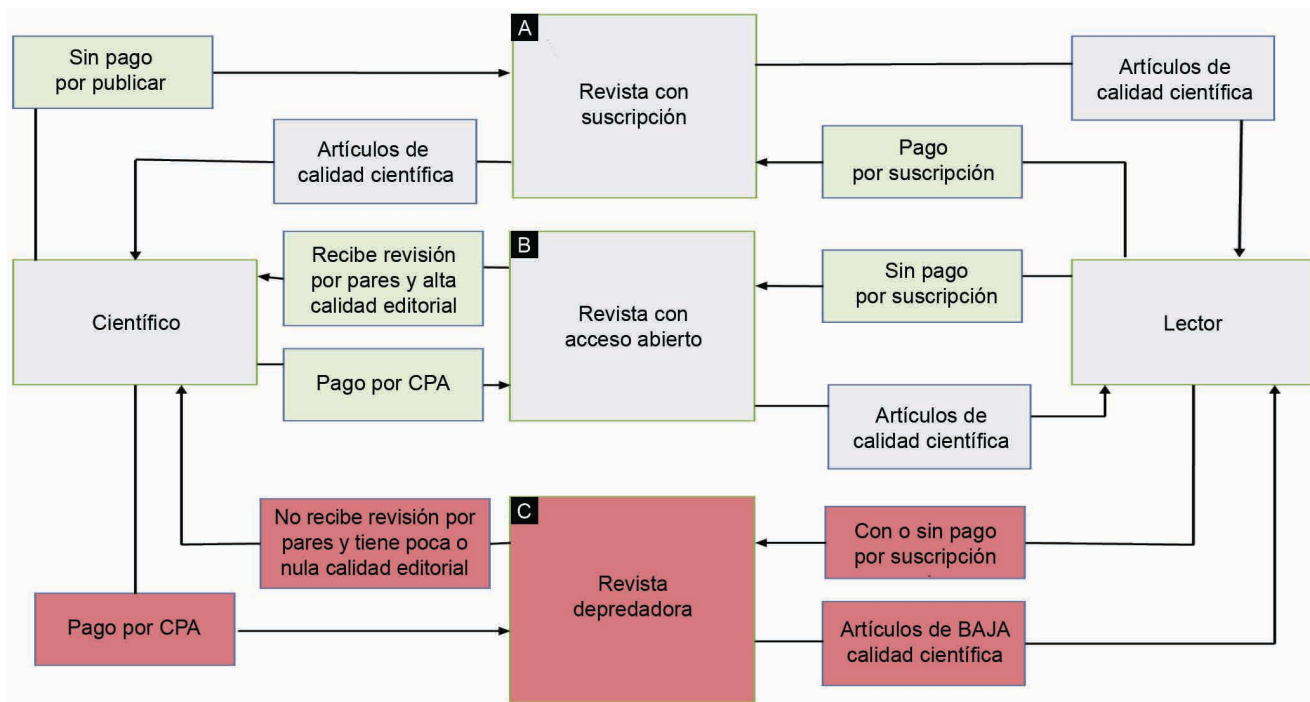 Sin pago
por publicar
A
Revista con
suscripción
Artículos de
calidad científica
Artículos de
calidad científica
Pago
por suscripción
Científico
Recibe revisión
por pares y alta
calidad editorial
B
Revista con
acceso abierto
Sin pago
por suscripción
Lector
Pago por CPA
Artículos de
calidad científica
No recibe revisión por
pares y tiene poca o
nula calidad editorial
C
Revista
depredadora
Con o sin pago
por suscripción
Pago por CPA
Artículos de BAJA
calidad científica